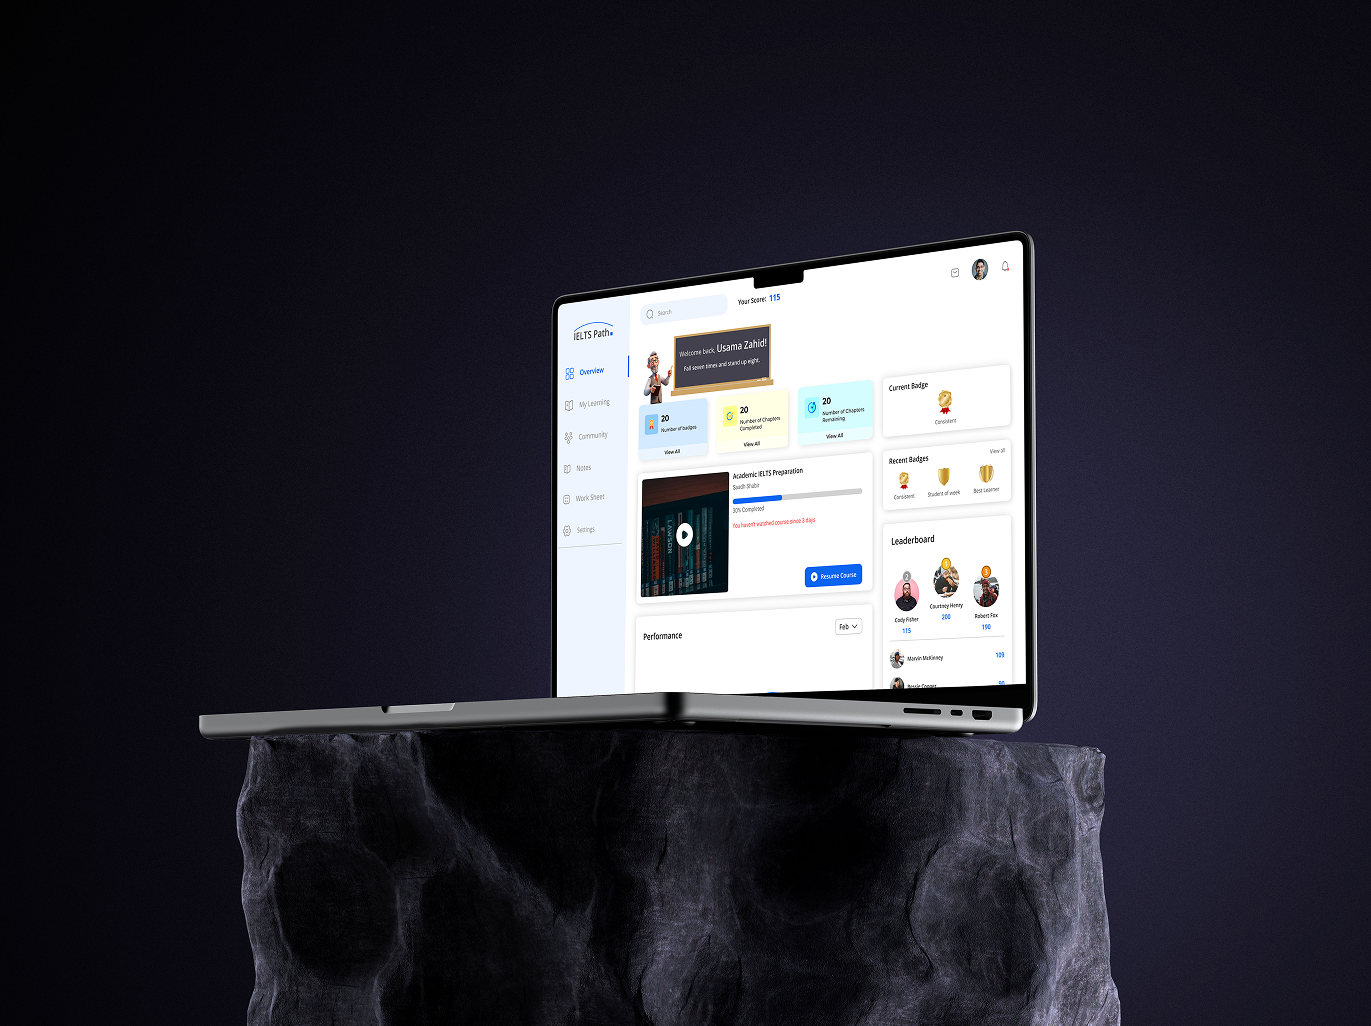 IELTS Path.
Overview
My Learning
Community
Notes
Work Sheet
Settings
Search
Your Score: 115
Welcome back, Usama Zahid!
Fall seven times and stand up eight.
20
Number of badges
View All
20
Number of Chapters
Completed
View All
20
Number of Chapters
Remaining
View All
Academic IELTS Preparation
Saadh Shubir
30% Completed
You haven't watched course since 3 days
LAWSON
Resume Course
Performance
Feb
Current Badge
Consistent
Recent Badges
View all
Consistent
Student of week
Best Learner
Leaderboard
2
1
3
Cody Fisher
115
Courtney Henry
200
Robert Fox
190
Marvin McKinney
109
Bessie Cooper
90